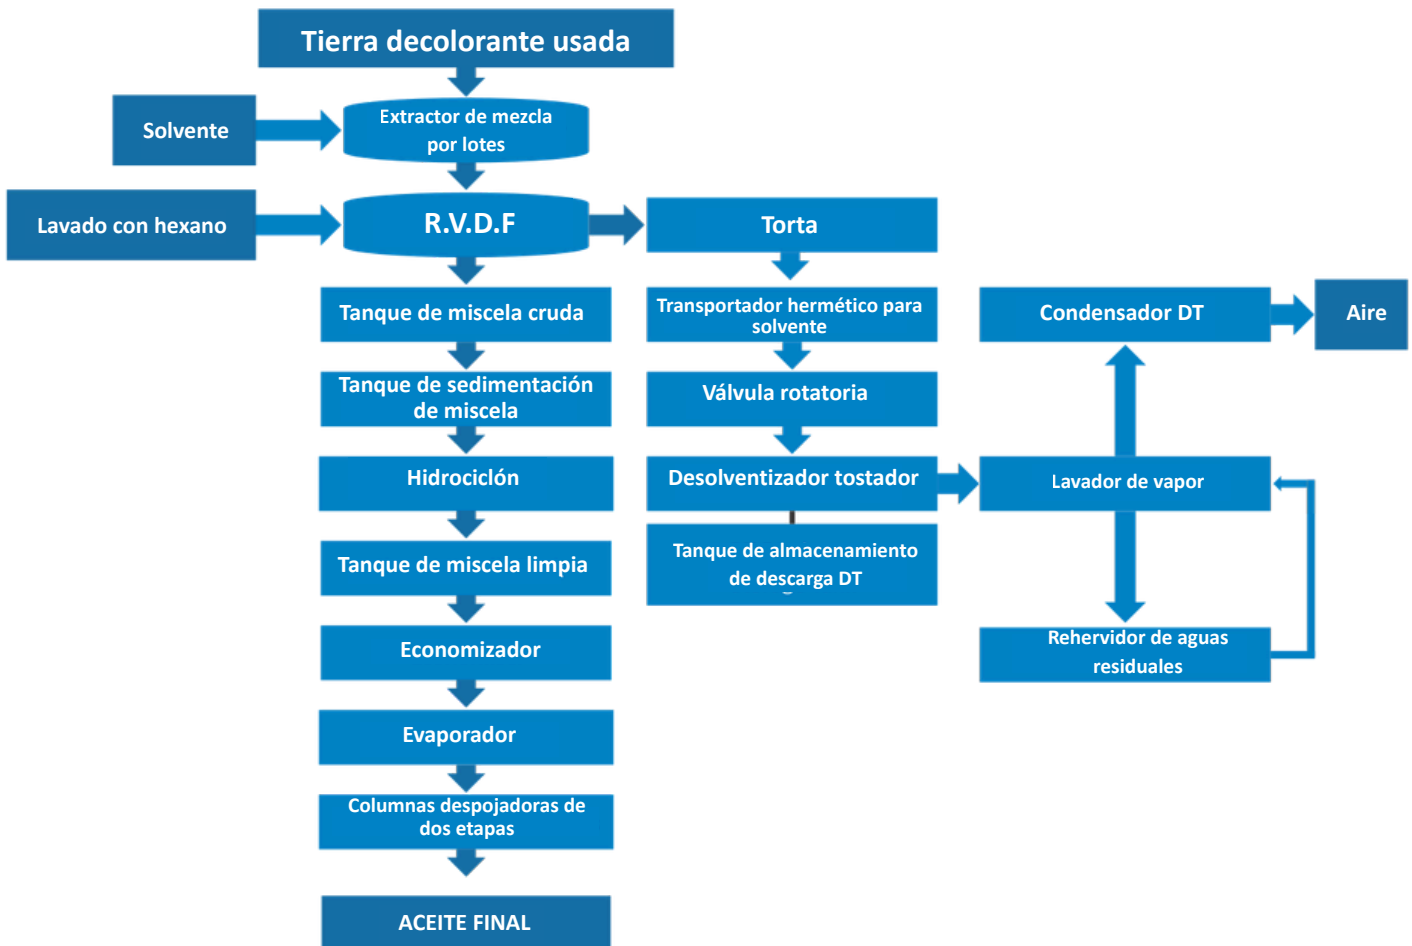 Tierra decolorante usada
Solvente
Extractor de mezcla
por lotes
Lavado con hexano
R.V.D.F
Torta
Tanque de miscela cruda
Transportador hermético para
solvente
Condensador DT
Aire
Tanque de sedimentación
de miscela
Válvula rotatoria
Hidrociclón
Desolventizador tostador
Lavador de vapor
Tanque de miscela limpia
Tanque de almacenamiento
de descarga DT
Economizador
Rehervidor de aguas
residuales
Evaporador
Columnas despojadoras de
dos etapas
ACEITE FINAL